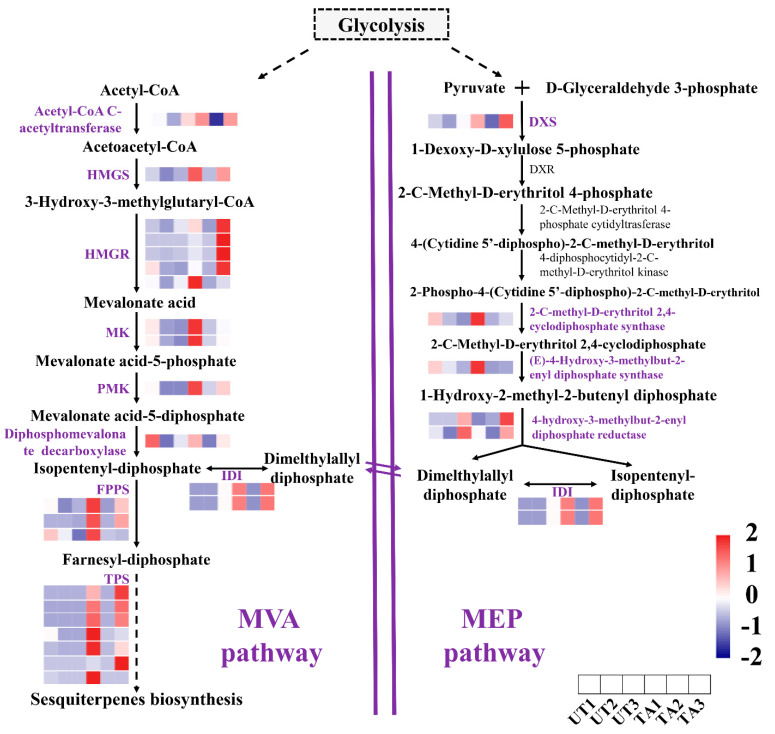 Glycolysis
Acetyl-CoA
Acetyl-CoA C-
acetyltransferase
Acetoacetyl-CoA
HMGS
3-Hydroxy-3-methylglutaryl-CoA
HMGR
Mevalonate acid
MK
Mevalonate acid-5-phosphate
PMK
Mevalonate acid-5-diphosphate
Diphosphomevalona
te decarboxylase
Isopentenyl-diphosphate
IDI
Dimelthylallyl
diphosphate
FPPS
Farnesyl-diphosphate
TPS
Sesquiterpenes biosynthesis
MVA
pathway
Pyruvate + D-Glyceraldehyde 3-phosphate
DXS
1-Dexoxy-D-xylulose 5-phosphate
DXR
2-C-Methyl-D-erythritol 4-phosphate
2-C-Methyl-D-erythritol 4-
phosphate cytidyltrasferase
4-(Cytidine 5’-diphospho)-2-C-methyl-D-erythritol
4-diphosphocytidyl-2-C-
methyl-D-erythritol kinase
2-Phospho-4-(Cytidine 5’-diphospho)-2-C-methyl-D-erythritol
2-C-methyl-D-erythritol 2,4-
cyclodiphosphate synthase
2-C-Methyl-D-erythritol 2,4-cyclodiphosphate
(E)-4-Hydroxy-3-methylbut-2-
enyl diphosphate synthase
1-Hydroxy-2-methyl-2-butenyl diphosphate
4-hydroxy-3-methylbut-2-enyl
diphosphate reductase
Dimelthylallyl
diphosphate
IDI
Isopentenyl-
diphosphate
MEP
pathway
2
1
0
-1
-2
UT1
UT2
UT3
TA1
TA2
TA3